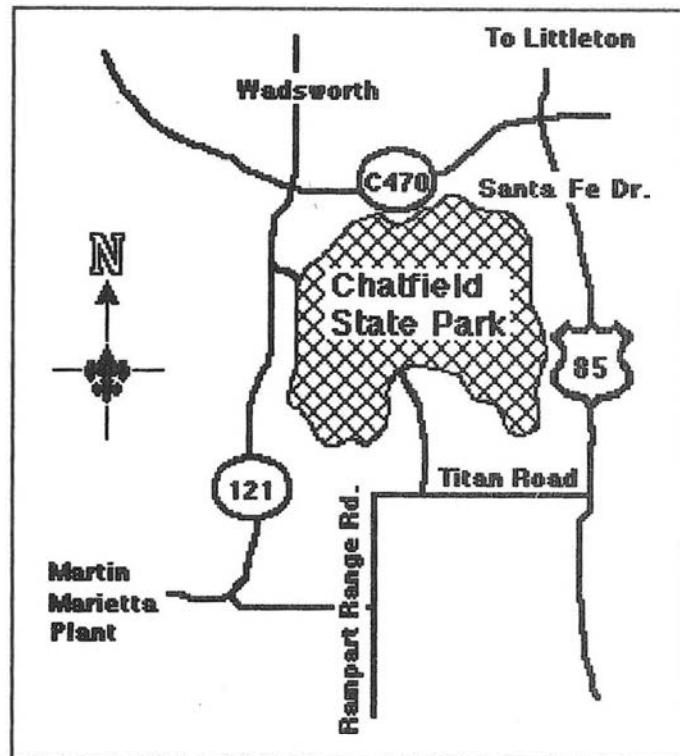 To Littleton
Wadsworth
C470
Santa Fe Dr.
N
Chatfield
State Park
85
121
Titan Road
Rampart Range Rd.
Martin
Marietta
Plant